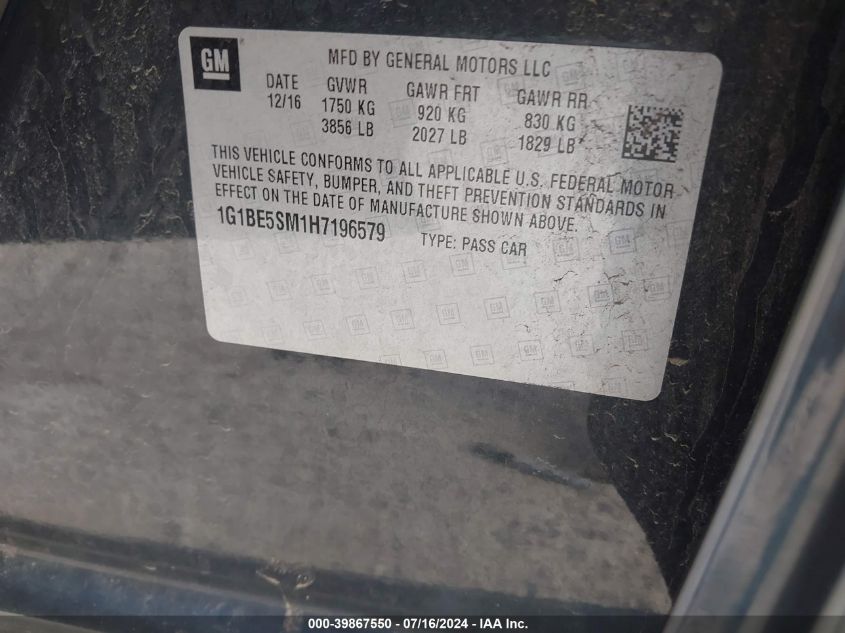 GM
MFD BY GENERAL MOTORS LLC
DATE GVWR GAWR FRT GAWR RR
12/16 1750 KG 920 KG 830 KG
3856 LB 2027 LB 1829 LB
THIS VEHICLE CONFORMS TO ALL APPLICABLE U.S. FEDERAL MOTOR
VEHICLE SAFETY, BUMPER, AND THEFT PREVENTION STANDARDS IN
EFFECT ON THE DATE OF MANUFACTURE SHOWN ABOVE.
1G1BE5SM1H7196579 TYPE: PASS CAR
000-39867550 - 07/16/2024 - IAA Inc.